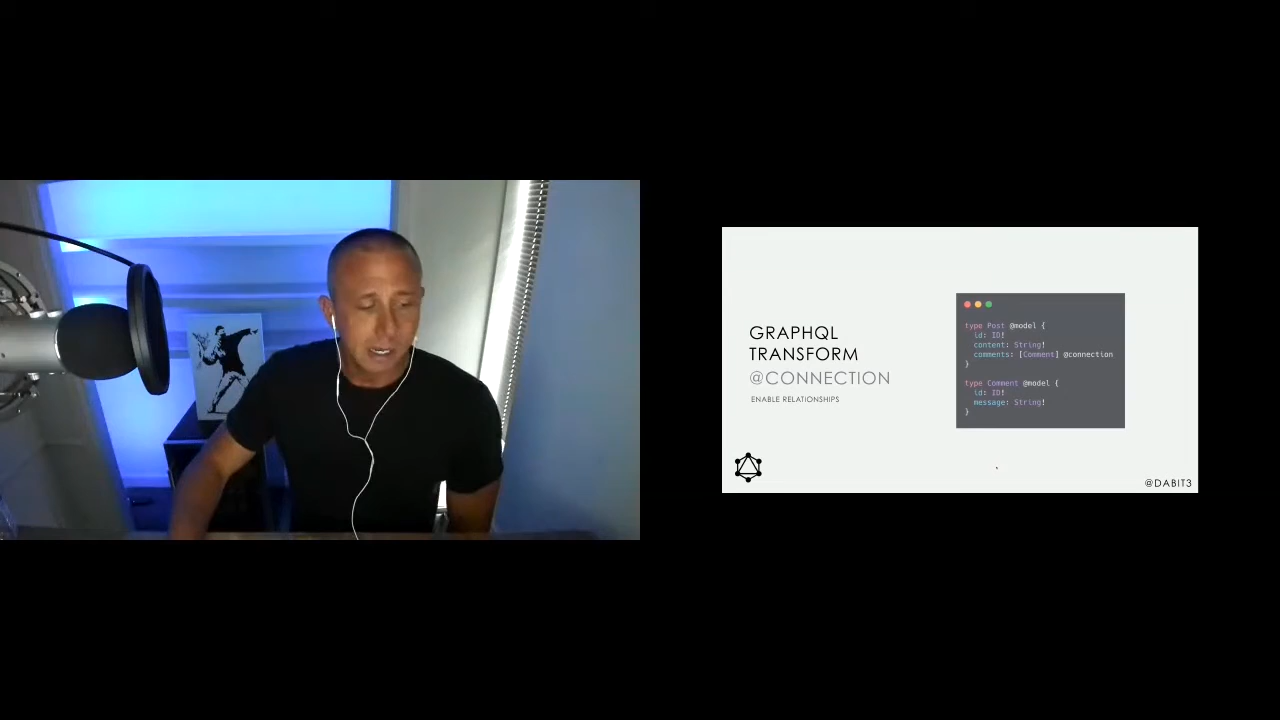 GRAPHQL
TRANSFORM
@CONNECTION
ENABLE RELATIONSHIPS
type Post @model {
  id: ID!
  content: String!
  comments: [Comment] @connection
}
type Comment @model {
  id: ID!
  message: String!
}
@DABIT3